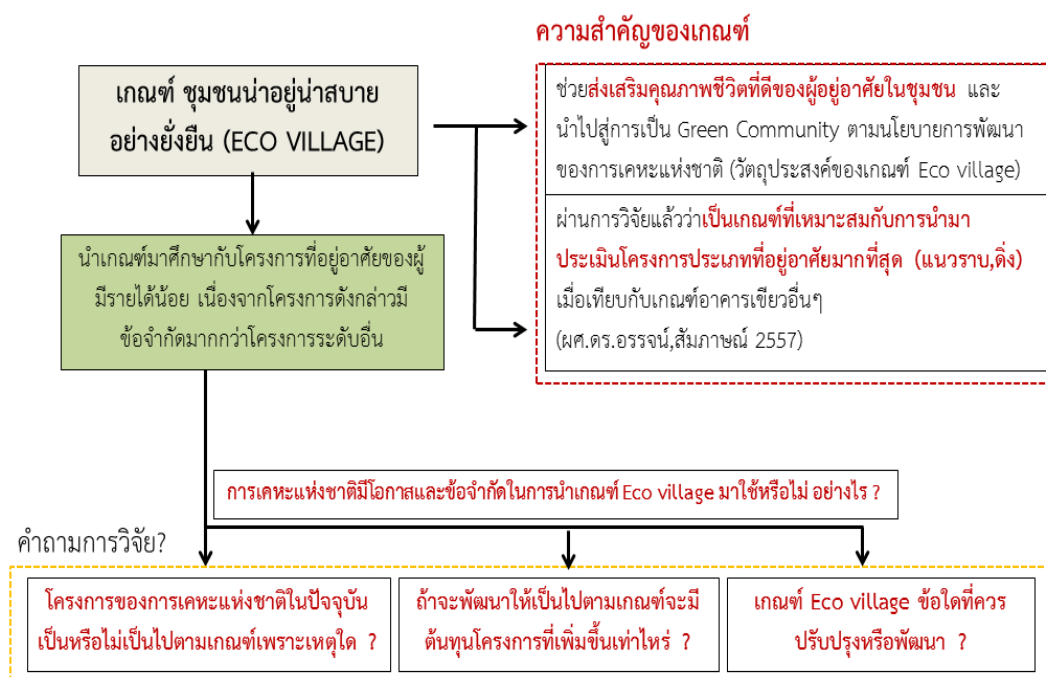 ความสำคัญของเกณฑ์
เกณฑ์ ชุมชนน่าอยู่น่าสบาย
อย่างยั่งยืน (ECO VILLAGE)
ช่วยส่งเสริมคุณภาพชีวิตที่ดีของผู้อยู่อาศัยในชุมชน และ
นำไปสู่การเป็น Green Community ตามนโยบายการพัฒนา
ของการเคหะแห่งชาติ (วัตถุประสงค์ของเกณฑ์ Eco village)
ผ่านการวิจัยแล้วว่าเป็นเกณฑ์ที่เหมาะสมกับการนำมา
ประเมินโครงการประเภทที่อยู่อาศัยมากที่สุด (แนวราบ,ดิ่ง)
เมื่อเทียบกับเกณฑ์อาคารเขียวอื่นๆ
(ผศ.ดร.อรรจน์,สัมภาษณ์ 2557)
นำเกณฑ์มาศึกษากับโครงการที่อยู่อาศัยของผู้
มีรายได้น้อย เนื่องจากโครงการดังกล่าวมี
ข้อจำกัดมากกว่าโครงการระดับอื่น
การเคหะแห่งชาติมีโอกาสและข้อจำกัดในการนำเกณฑ์ Eco village มาใช้หรือไม่ อย่างไร ?
คำถามการวิจัย?
โครงการของการเคหะแห่งชาติในปัจจุบัน
เป็นหรือไม่เป็นไปตามเกณฑ์เพราะเหตุใด ?
ถ้าจะพัฒนาให้เป็นไปตามเกณฑ์จะมี
ต้นทุนโครงการที่เพิ่มขึ้นเท่าไหร่ ?
เกณฑ์ Eco village ข้อใดที่ควร
ปรับปรุงหรือพัฒนา ?